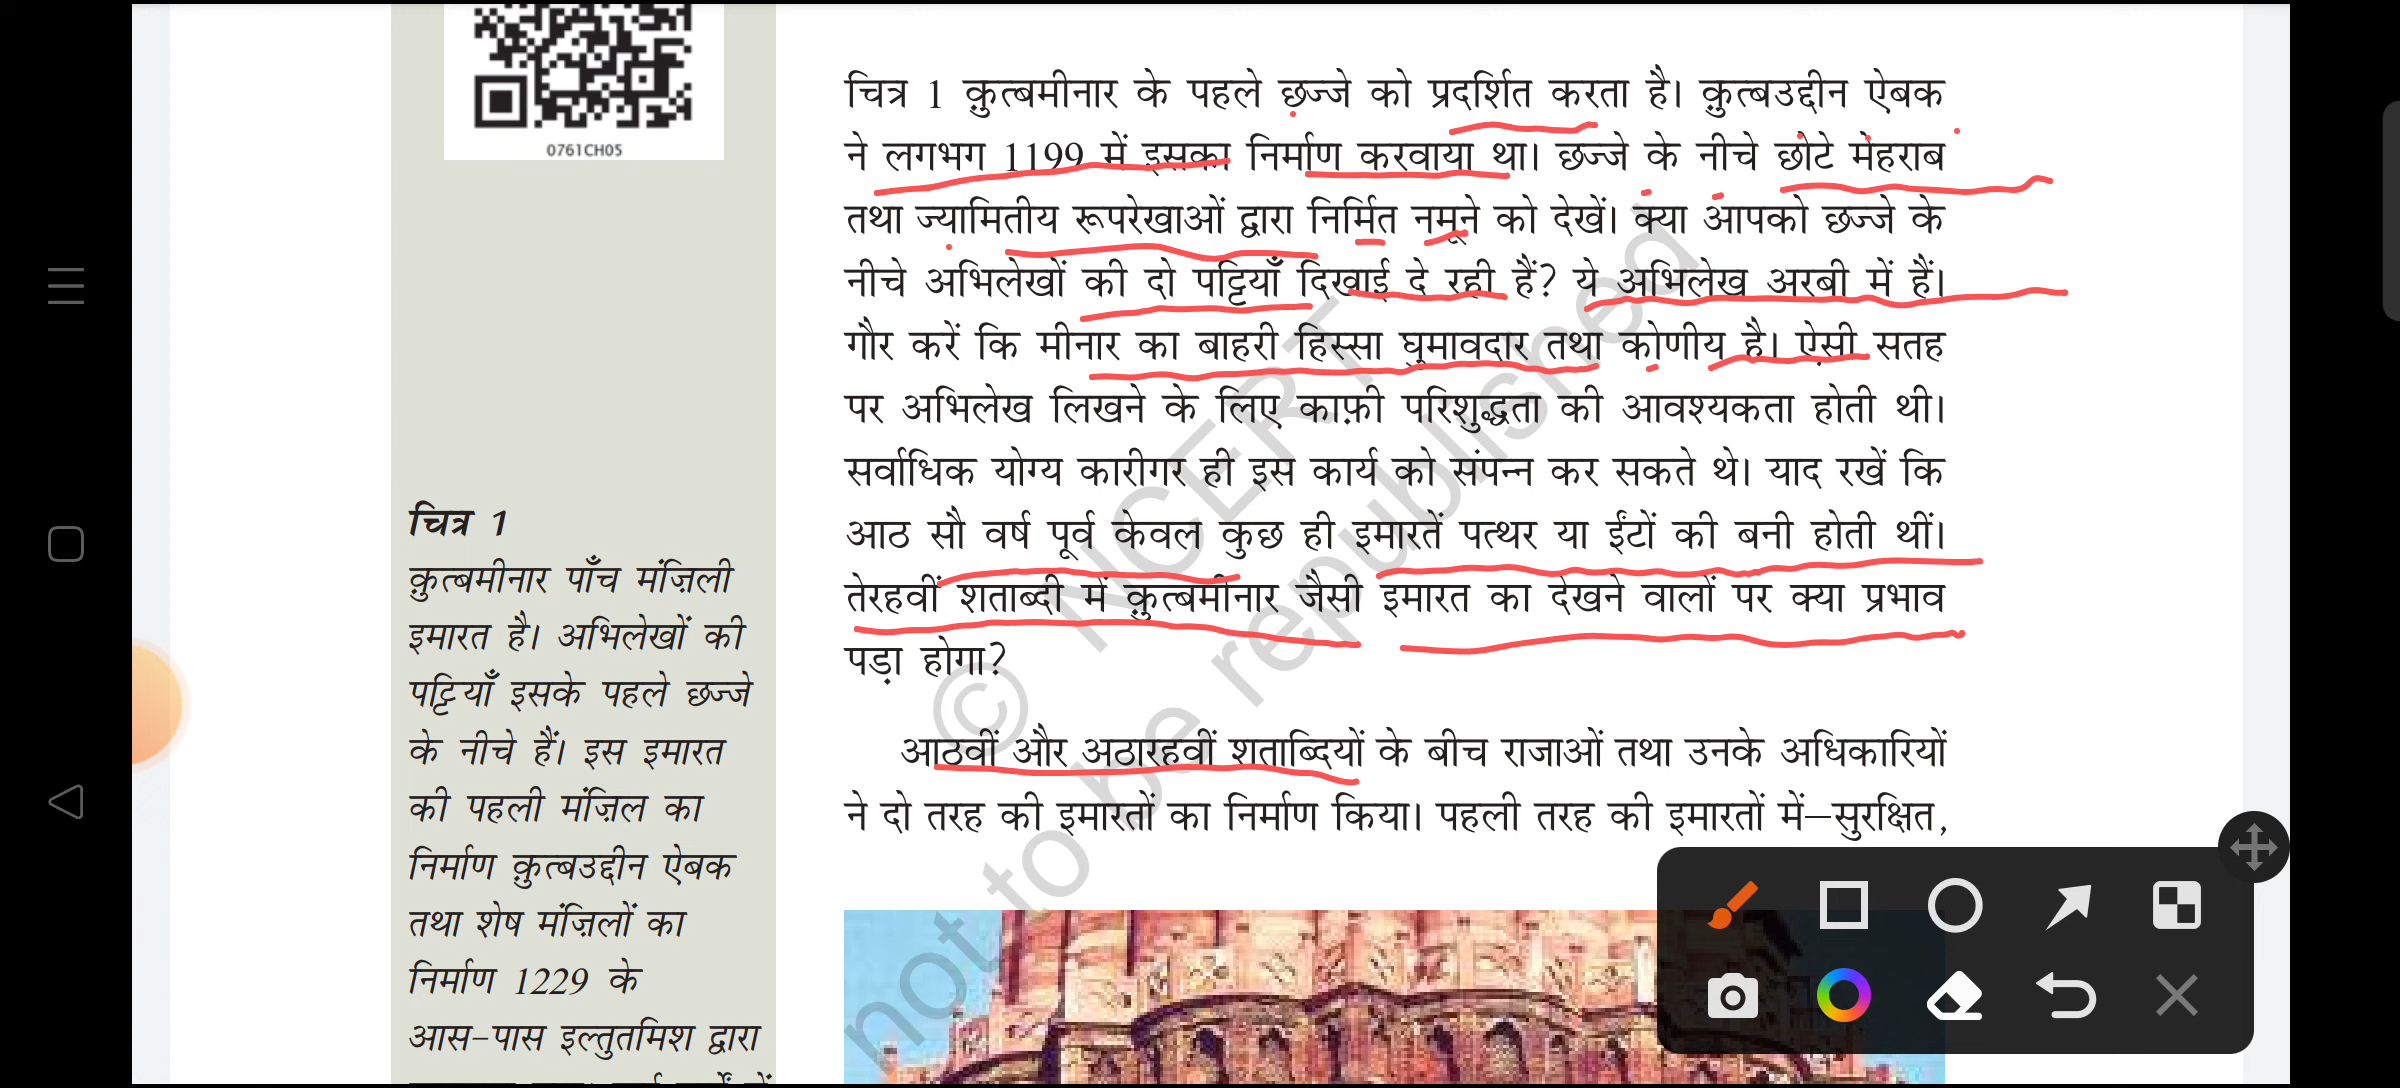 0761CH05
चित्र 1
क़ुत्बमीनार पाँच मंज़िली
इमारत है। अभिलेखों की
पट्टियाँ इसके पहले छज्जे
के नीचे हैं। इस इमारत
की पहली मंज़िल का
निर्माण क़ुत्बउद्दीन ऐबक
तथा शेष मंज़िलों का
निर्माण 1229 के
आस-पास इल्तुतमिश द्वारा
चित्र 1 क़ुत्बमीनार के पहले छज्जे को प्रदर्शित करता है। क़ुत्बउद्दीन ऐबक
ने लगभग 1199 में इसका निर्माण करवाया था। छज्जे के नीचे छोटे मेहराब
तथा ज्यामितीय रूपरेखाओं द्वारा निर्मित नमूने को देखें। क्या आपको छज्जे के
नीचे अभिलेखों की दो पट्टियाँ दिखाई दे रही हैं? ये अभिलेख अरबी में हैं।
गौर करें कि मीनार का बाहरी हिस्सा घुमावदार तथा कोणीय है। ऐसी सतह
पर अभिलेख लिखने के लिए काफ़ी परिशुद्धता की आवश्यकता होती थी।
सर्वाधिक योग्य कारीगर ही इस कार्य को संपन्न कर सकते थे। याद रखें कि
आठ सौ वर्ष पूर्व केवल कुछ ही इमारतें पत्थर या ईंटों की बनी होती थीं।
तेरहवीं शताब्दी में क़ुत्बमीनार जैसी इमारत का देखने वालों पर क्या प्रभाव
पड़ा होगा?
आठवीं और अठारहवीं शताब्दियों के बीच राजाओं तथा उनके अधिकारियों
ने दो तरह की इमारतों का निर्माण किया। पहली तरह की इमारतों में–सुरक्षित,
© NCERT
not to be republished